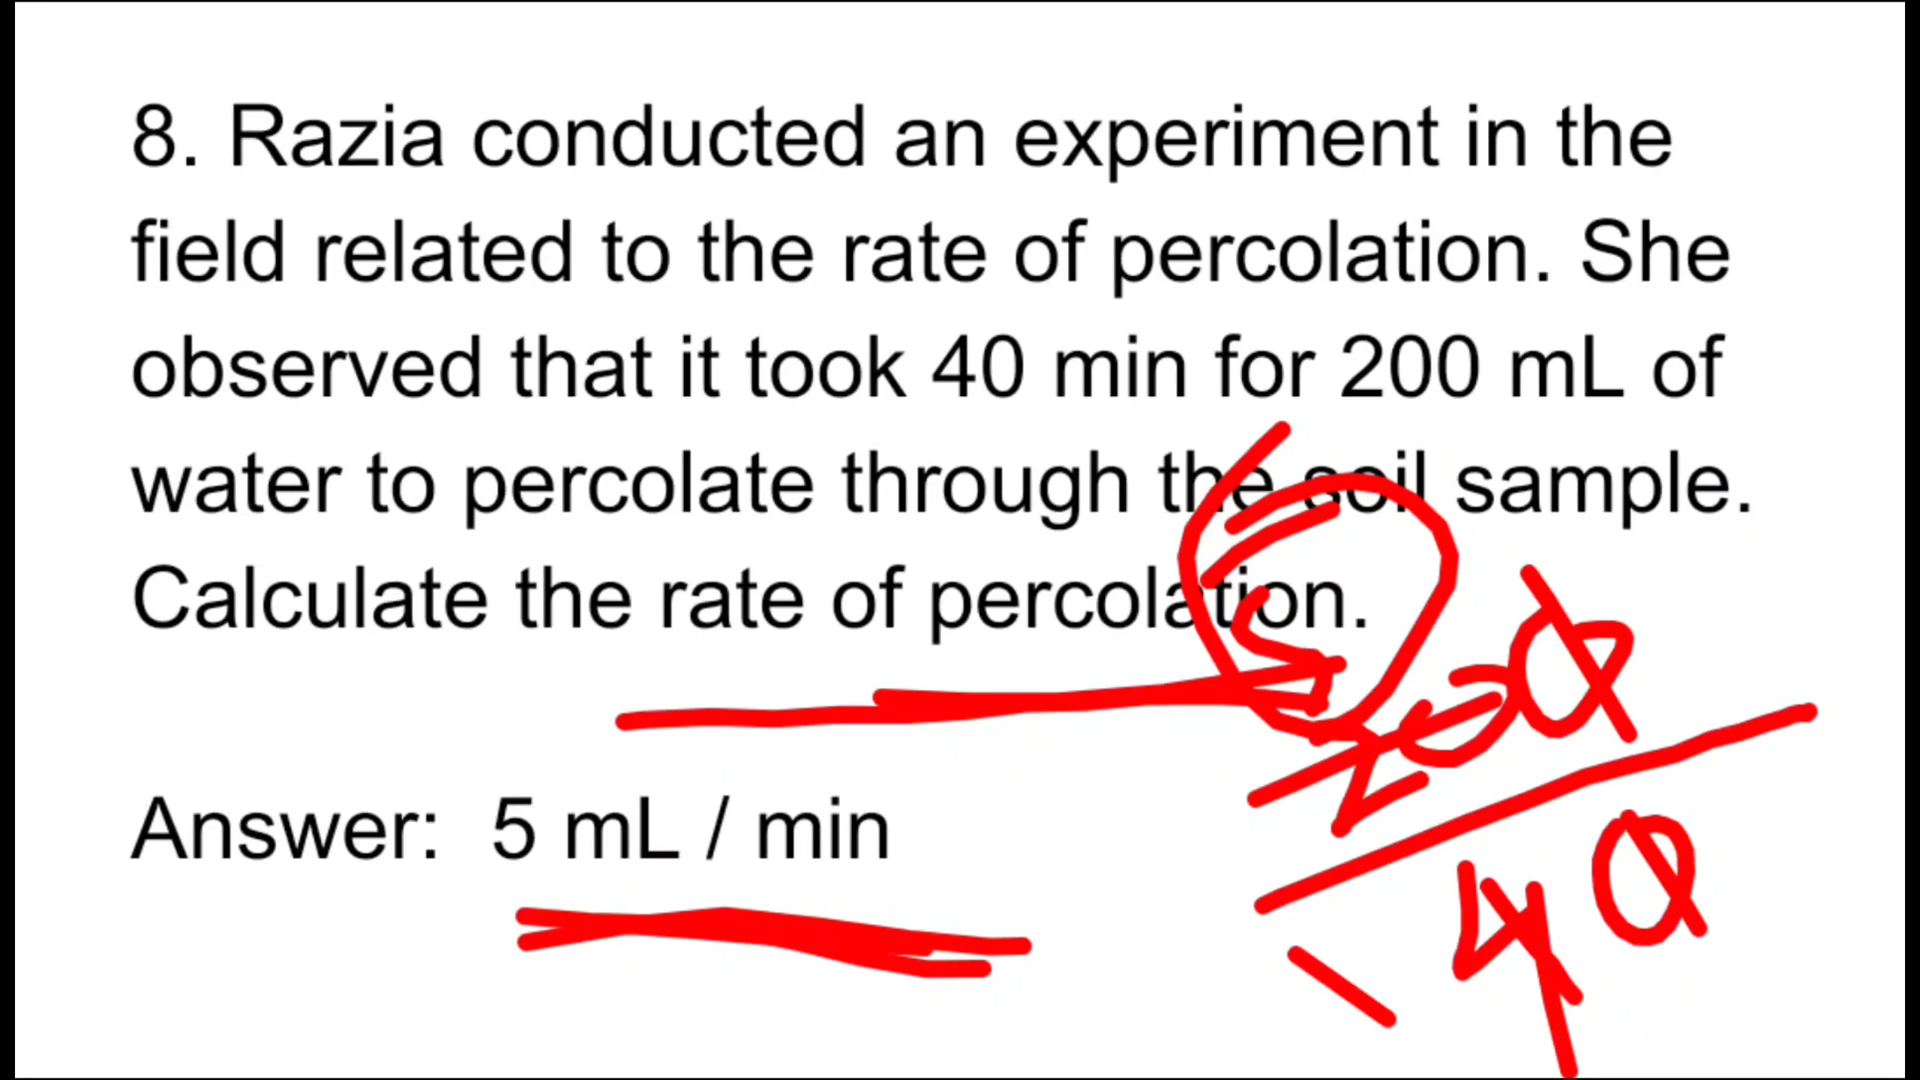 8. Razia conducted an experiment in the
field related to the rate of percolation. She
observed that it took 40 min for 200 mL of
water to percolate through the soil sample.
Calculate the rate of percolation.
5
200
40
Answer: 5 mL / min